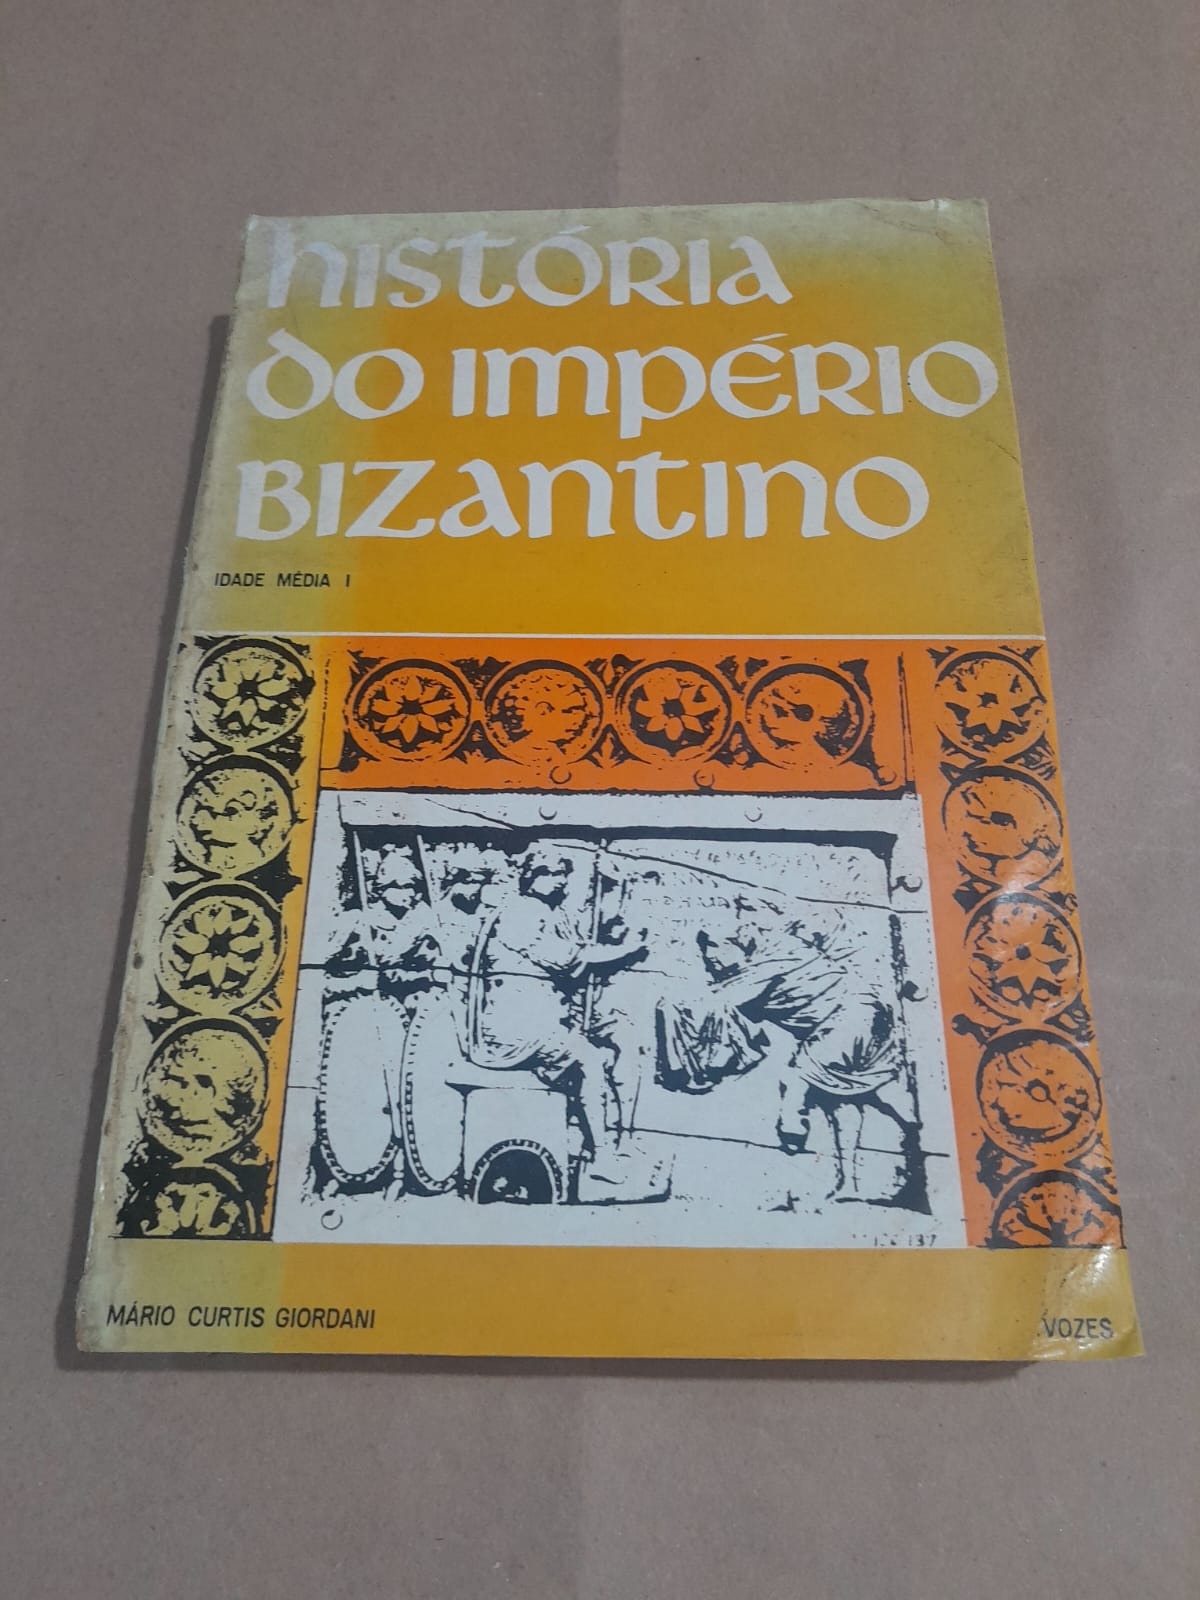 História
do Império
Bizantino
IDADE MÉDIA I
MÁRIO CURTIS GIORDANI
VOZES